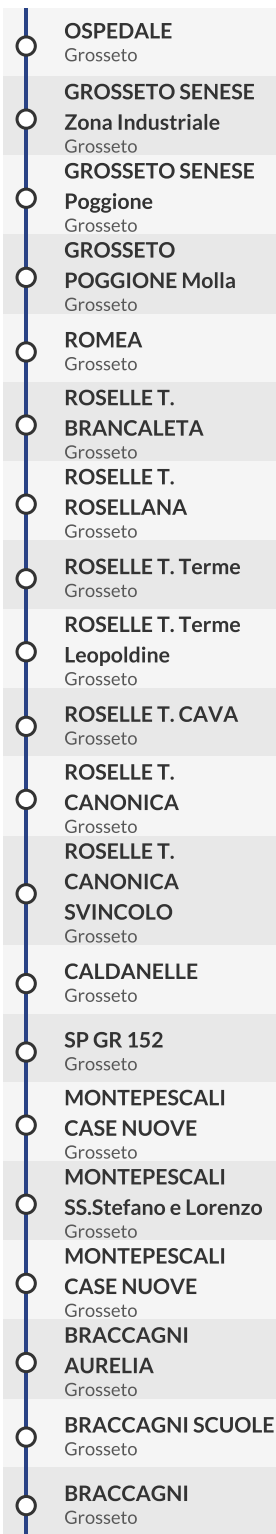 OSPEDALE
Grosseto
GROSSETO SENESE
Zona Industriale
Grosseto
GROSSETO SENESE
Poggione
Grosseto
GROSSETO
POGGIONE Molla
Grosseto
ROMEA
Grosseto
ROSELLE T.
BRANCALETA
Grosseto
ROSELLE T.
ROSELLANA
Grosseto
ROSELLE T. Terme
Grosseto
ROSELLE T. Terme
Leopoldine
Grosseto
ROSELLE T. CAVA
Grosseto
ROSELLE T.
CANONICA
Grosseto
ROSELLE T.
CANONICA
SVINCOLO
Grosseto
CALDANELLE
Grosseto
SP GR 152
Grosseto
MONTEPESCALI
CASE NUOVE
Grosseto
MONTEPESCALI
SS.Stefano e Lorenzo
Grosseto
MONTEPESCALI
CASE NUOVE
Grosseto
BRACCAGNI
AURELIA
Grosseto
BRACCAGNI SCUOLE
Grosseto
BRACCAGNI
Grosseto